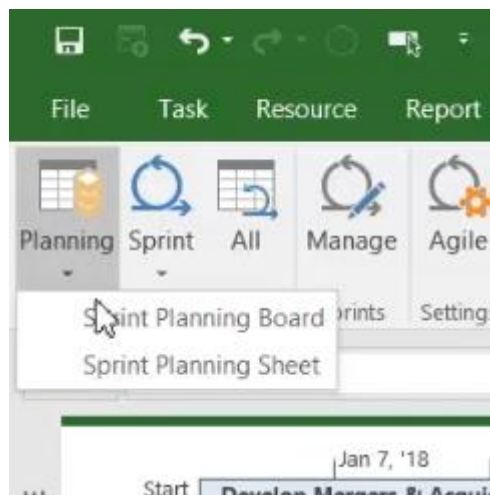 File Task Resource Report
Planning Sprint All Manage Agile
Sprint Planning Board
Sprint Planning Sheet
Jan 7, '18
Start